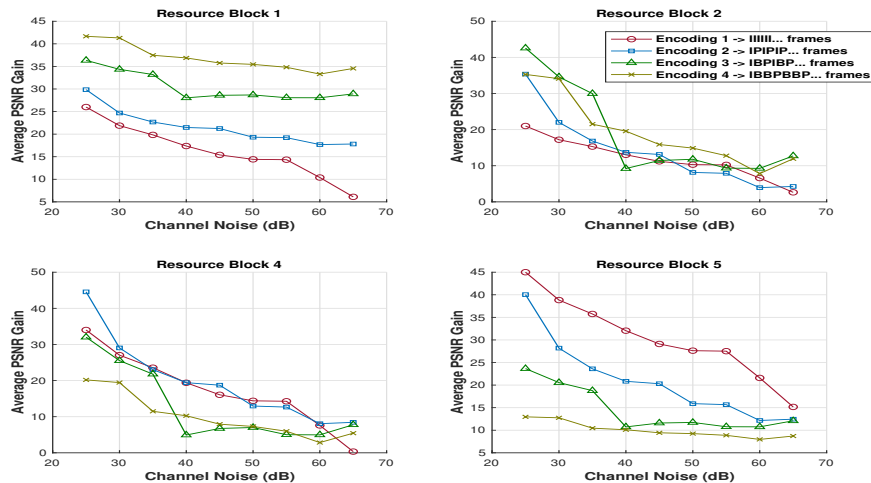 Resource Block 1
45
40
35
30
25
20
15
10
5
20 30 40 50 60 70
Average PSNR Gain
Channel Noise (dB)
Resource Block 2
50
40
30
20
10
0
20 30 40 50 60 70
Average PSNR Gain
Channel Noise (dB)
Encoding 1 -> IIIIII... frames
Encoding 2 -> IPIPIP... frames
Encoding 3 -> IBPIBP... frames
Encoding 4 -> IBBPBBP... frames
Resource Block 4
50
40
30
20
10
0
20 30 40 50 60 70
Average PSNR Gain
Channel Noise (dB)
Resource Block 5
45
40
35
30
25
20
15
10
5
20 30 40 50 60 70
Average PSNR Gain
Channel Noise (dB)